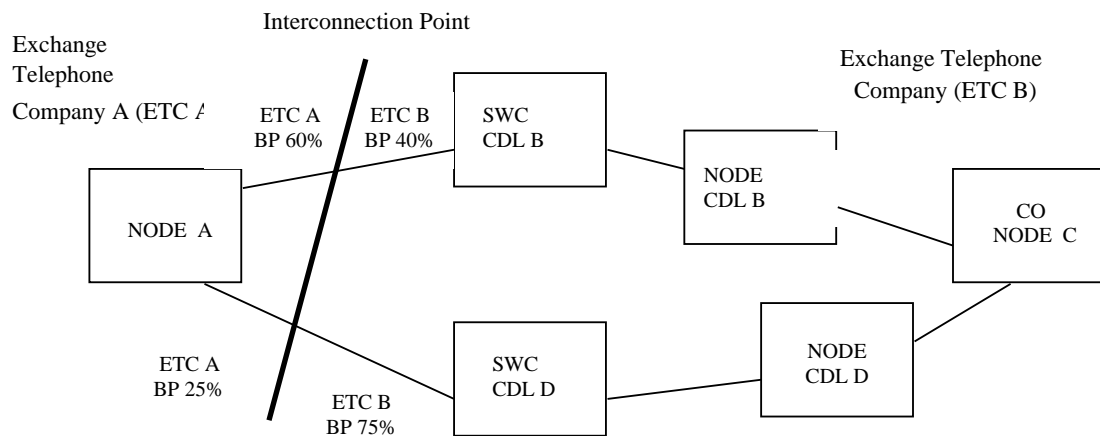 Interconnection Point
Exchange
Telephone
Company A (ETC A
Exchange Telephone
Company (ETC B)
ETC A
BP 60%
ETC B
BP 40%
SWC
CDL B
NODE
CDL B
NODE A
CO
NODE C
ETC A
BP 25%
ETC B
BP 75%
SWC
CDL D
NODE
CDL D